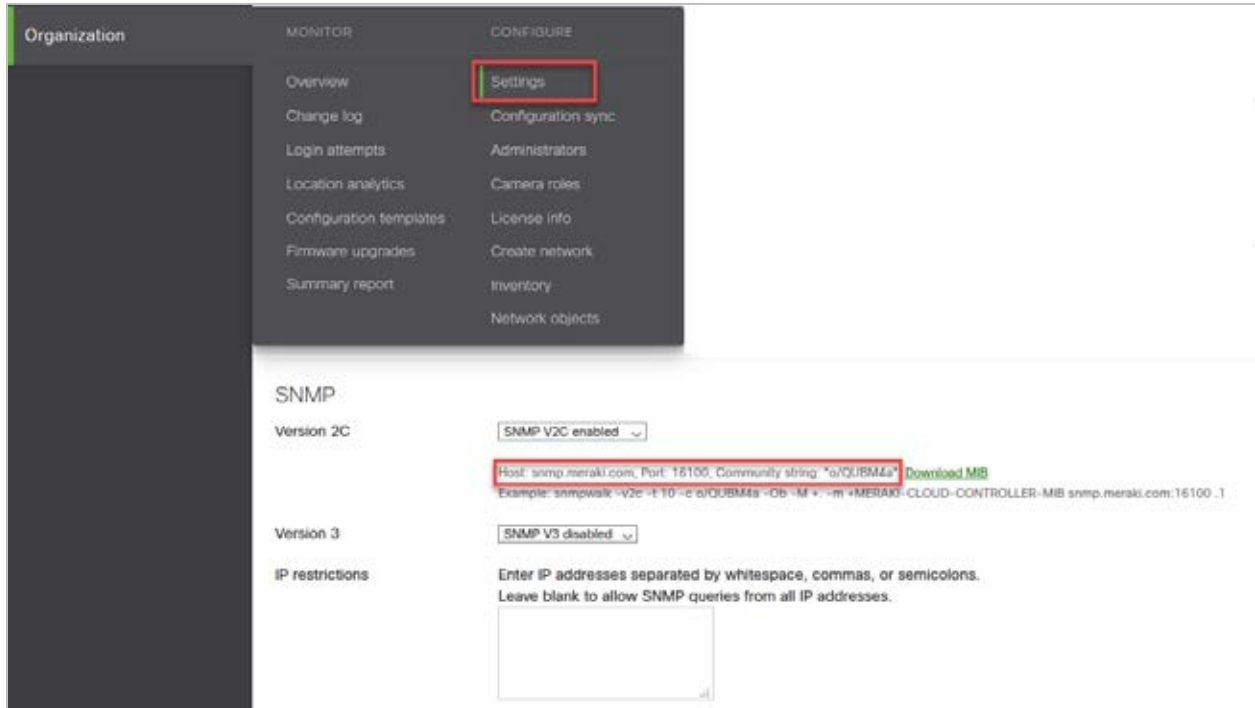 Organization
MONITOR
CONFIGURE
Overview
Settings
Change log
Configuration sync
Login attempts
Administrators
Location analytics
Camera roles
Configuration templates
License info
Firmware upgrades
Create network
Summary report
Inventory
Network objects
SNMP
Version 2C
SNMP V2C enabled
Host: snmp.meraki.com, Port: 16100, Community string: "o/QUBM4a" Download MIB
Example: snmpwalk -v2c -t 10 -c o/QUBM4a -Ob -M +. -m +MERAKI-CLOUD-CONTROLLER-MIB snmp.meraki.com:16100 .1
Version 3
SNMP V3 disabled
IP restrictions
Enter IP addresses separated by whitespace, commas, or semicolons.
Leave blank to allow SNMP queries from all IP addresses.